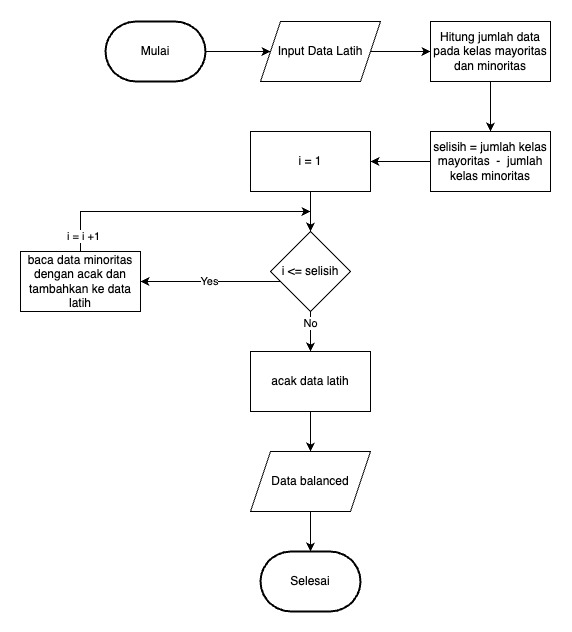 Mulai
Input Data Latih
Hitung jumlah data
pada kelas mayoritas
dan minoritas
selisih = jumlah kelas
mayoritas - jumlah
kelas minoritas
i = 1
i = i +1
baca data minoritas
dengan acak dan
tambahkan ke data
latih
Yes
i <= selisih
No
acak data latih
Data balanced
Selesai